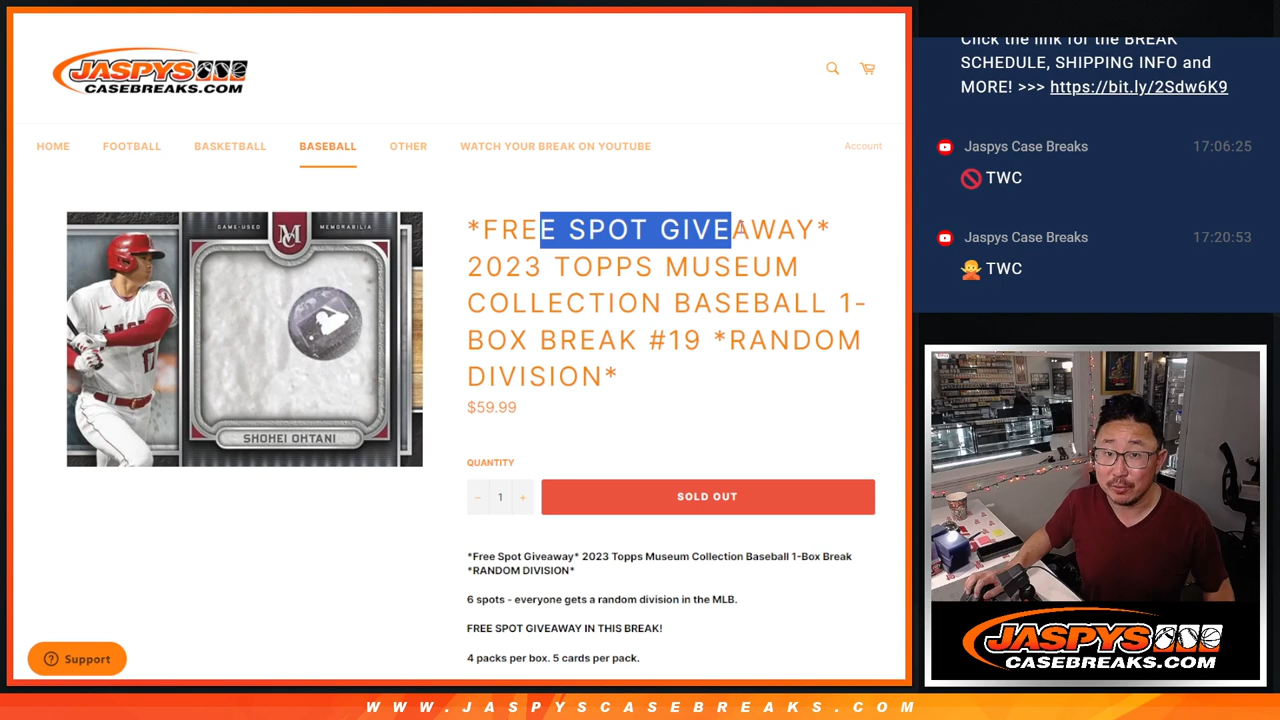 JASPYS
CASEBREAKS.COM
HOME FOOTBALL BASKETBALL BASEBALL OTHER WATCH YOUR BREAK ON YOUTUBE Account
GAME-USED M MEMORABILIA
17
SHOHEI OHTANI
*FREE SPOT GIVEAWAY*
2023 TOPPS MUSEUM
COLLECTION BASEBALL 1-
BOX BREAK #19 *RANDOM
DIVISION*
$59.99
QUANTITY
− 1 + SOLD OUT
*Free Spot Giveaway* 2023 Topps Museum Collection Baseball 1-Box Break
*RANDOM DIVISION*
6 spots - everyone gets a random division in the MLB.
FREE SPOT GIVEAWAY IN THIS BREAK!
4 packs per box. 5 cards per pack.
Support
Click the link for the BREAK
SCHEDULE, SHIPPING INFO and
MORE! >>> https://bit.ly/2Sdw6K9
Jaspys Case Breaks 17:06:25
🚫 TWC
Jaspys Case Breaks 17:20:53
🙅 TWC
JASPYS
CASEBREAKS.COM
WWW.JASPYSCASEBREAKS.COM